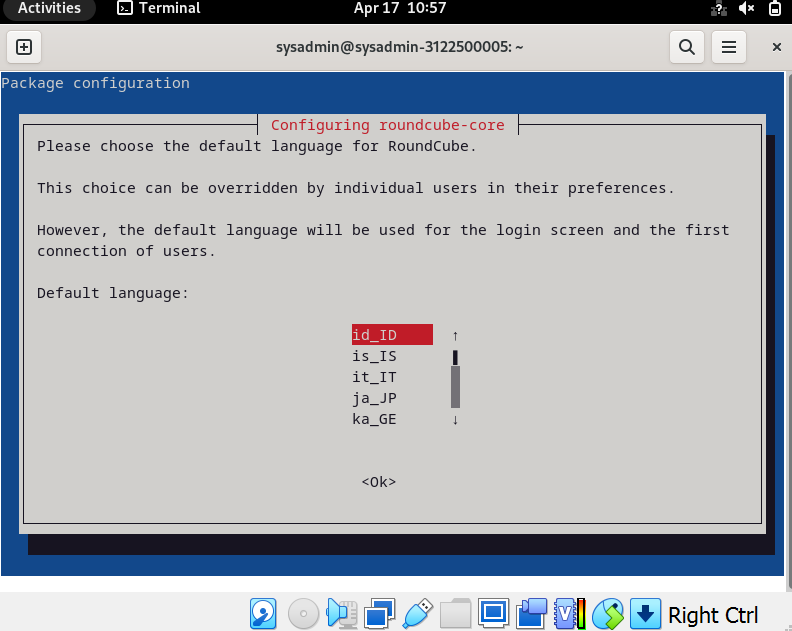 Activities Terminal Apr 17 10:57
sysadmin@sysadmin-3122500005: ~
Package configuration
Configuring roundcube-core
Please choose the default language for RoundCube.
This choice can be overridden by individual users in their preferences.
However, the default language will be used for the login screen and the first
connection of users.
Default language:
id_ID
is_IS
it_IT
ja_JP
ka_GE
<Ok>
Right Ctrl